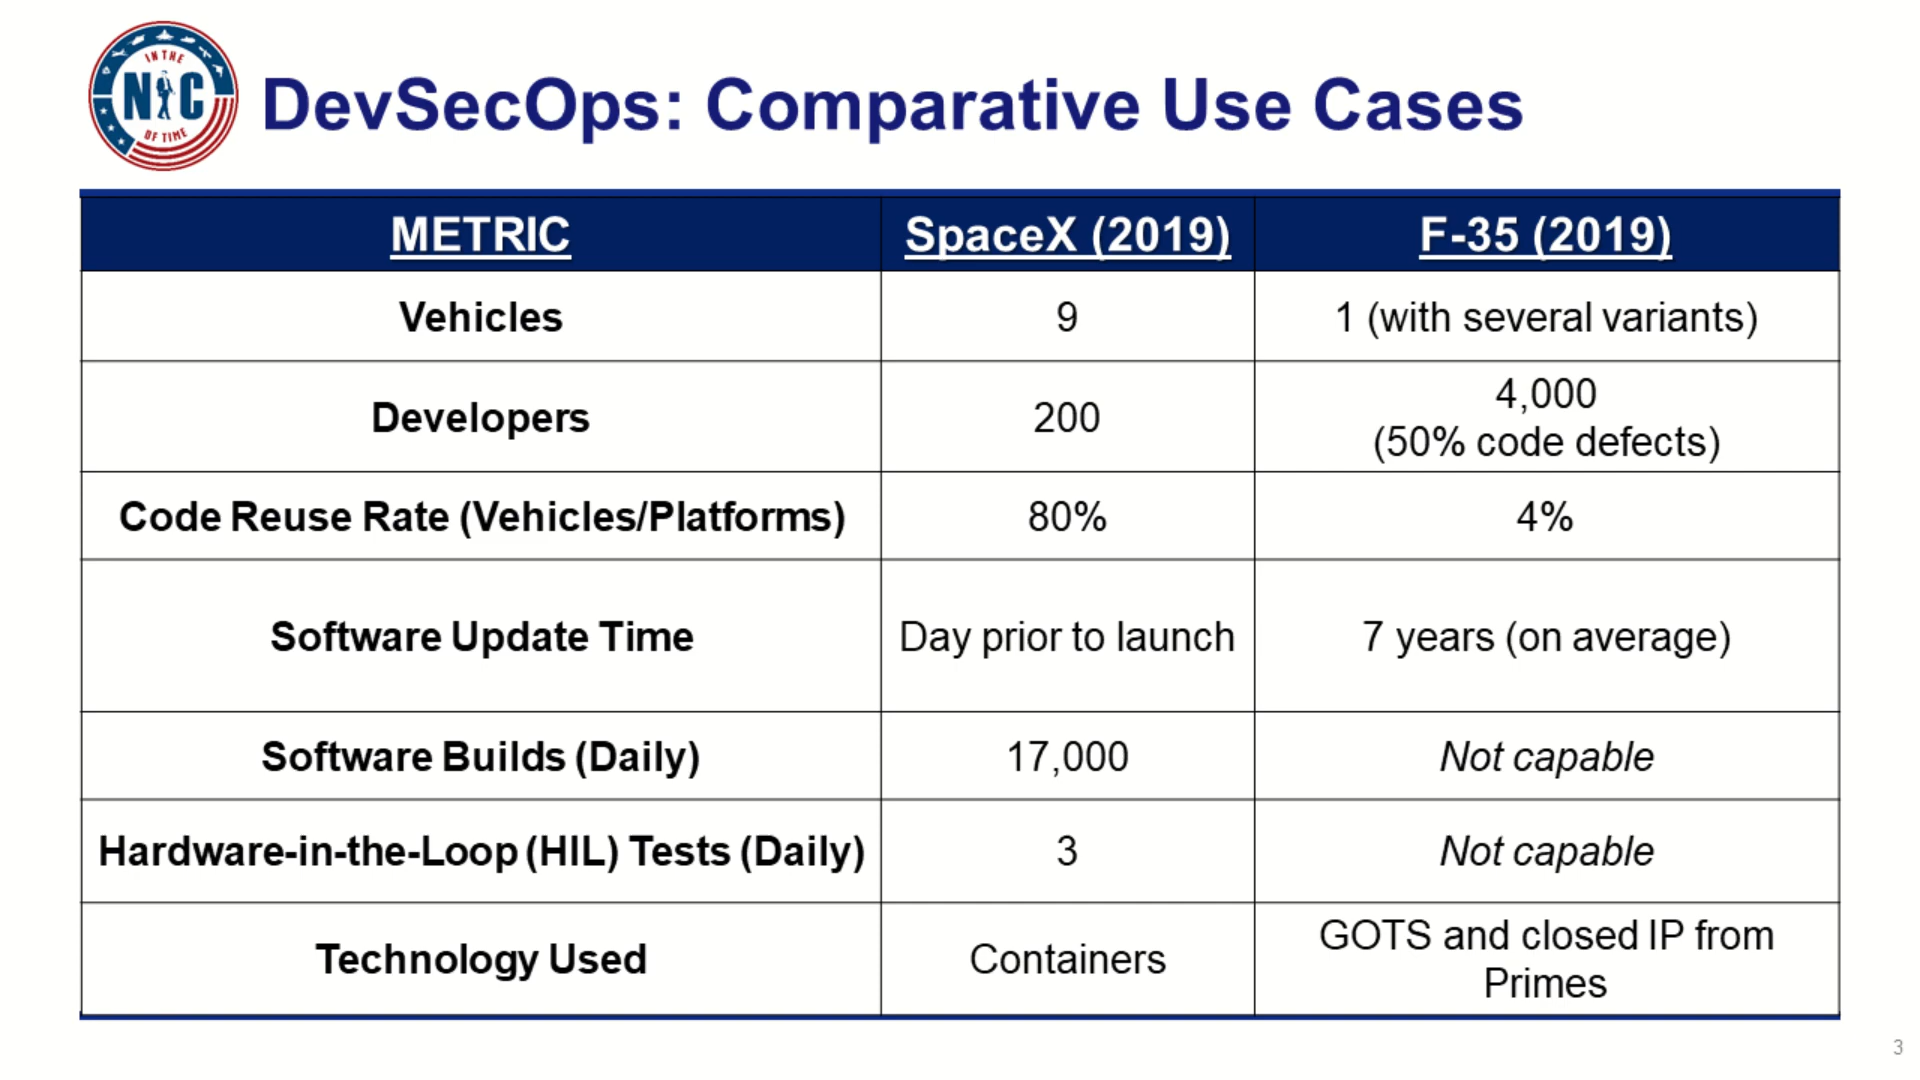 IN THE
NIC
OF TIME
DevSecOps: Comparative Use Cases
METRIC SpaceX (2019) F-35 (2019)
Vehicles 9 1 (with several variants)
Developers 200 4,000
(50% code defects)
Code Reuse Rate (Vehicles/Platforms) 80% 4%
Software Update Time Day prior to launch 7 years (on average)
Software Builds (Daily) 17,000 Not capable
Hardware-in-the-Loop (HIL) Tests (Daily) 3 Not capable
Technology Used Containers GOTS and closed IP from
Primes
3